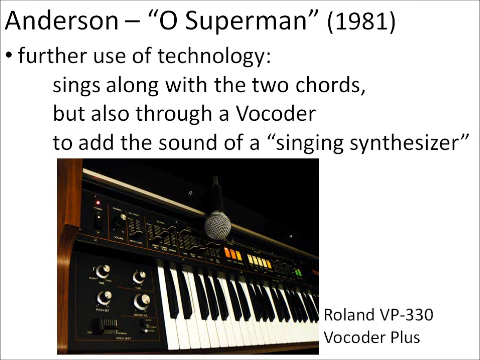 Anderson – “O Superman” (1981)
• further use of technology:
sings along with the two chords,
but also through a Vocoder
to add the sound of a “singing synthesizer”
Roland VP-330
Vocoder Plus